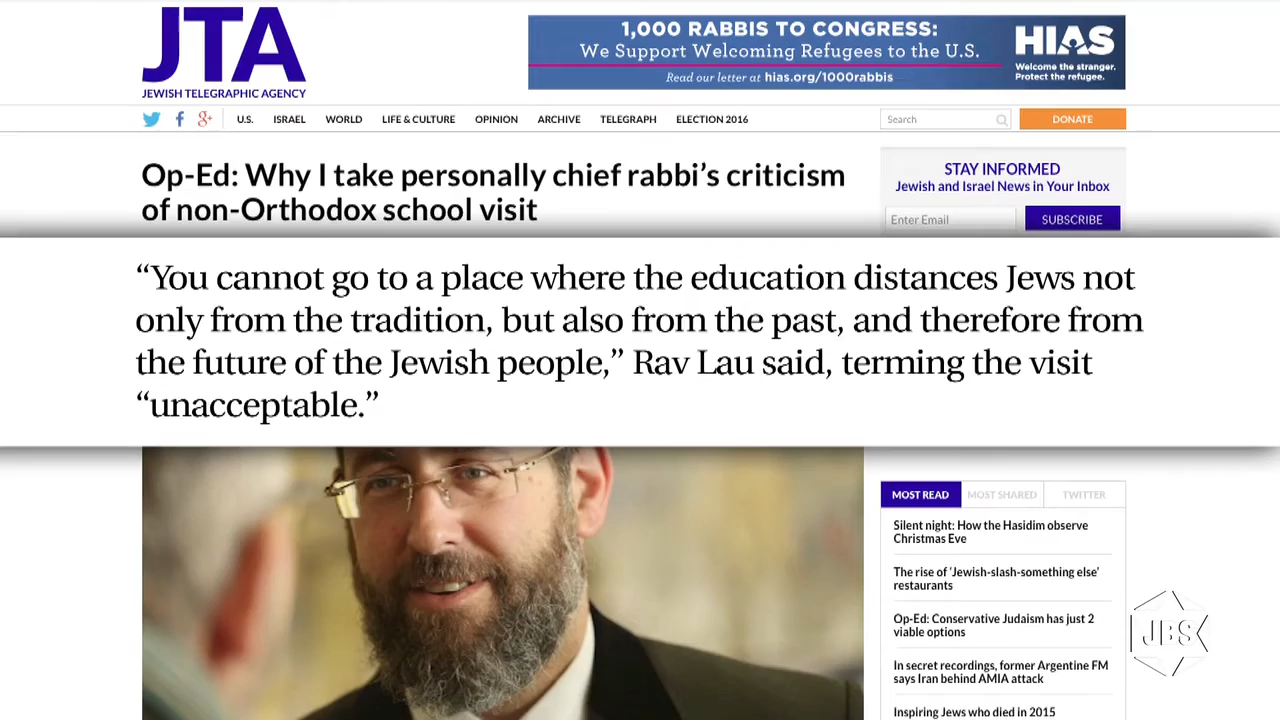 JTA
JEWISH TELEGRAPHIC AGENCY
1,000 RABBIS TO CONGRESS:
We Support Welcoming Refugees to the U.S.
Read our letter at hias.org/1000rabbis
HIAS
Welcome the stranger.
Protect the refugee.
U.S. ISRAEL WORLD LIFE & CULTURE OPINION ARCHIVE TELEGRAPH ELECTION 2016
Search
DONATE
Op-Ed: Why I take personally chief rabbi’s criticism
of non-Orthodox school visit
STAY INFORMED
Jewish and Israel News in Your Inbox
Enter Email
SUBSCRIBE
“You cannot go to a place where the education distances Jews not
only from the tradition, but also from the past, and therefore from
the future of the Jewish people,” Rav Lau said, terming the visit
“unacceptable.”
MOST READ MOST SHARED TWITTER
Silent night: How the Hasidim observe
Christmas Eve
The rise of ‘Jewish-slash-something else’
restaurants
Op-Ed: Conservative Judaism has just 2
viable options
In secret recordings, former Argentine FM
says Iran behind AMIA attack
Inspiring Jews who died in 2015
JBS